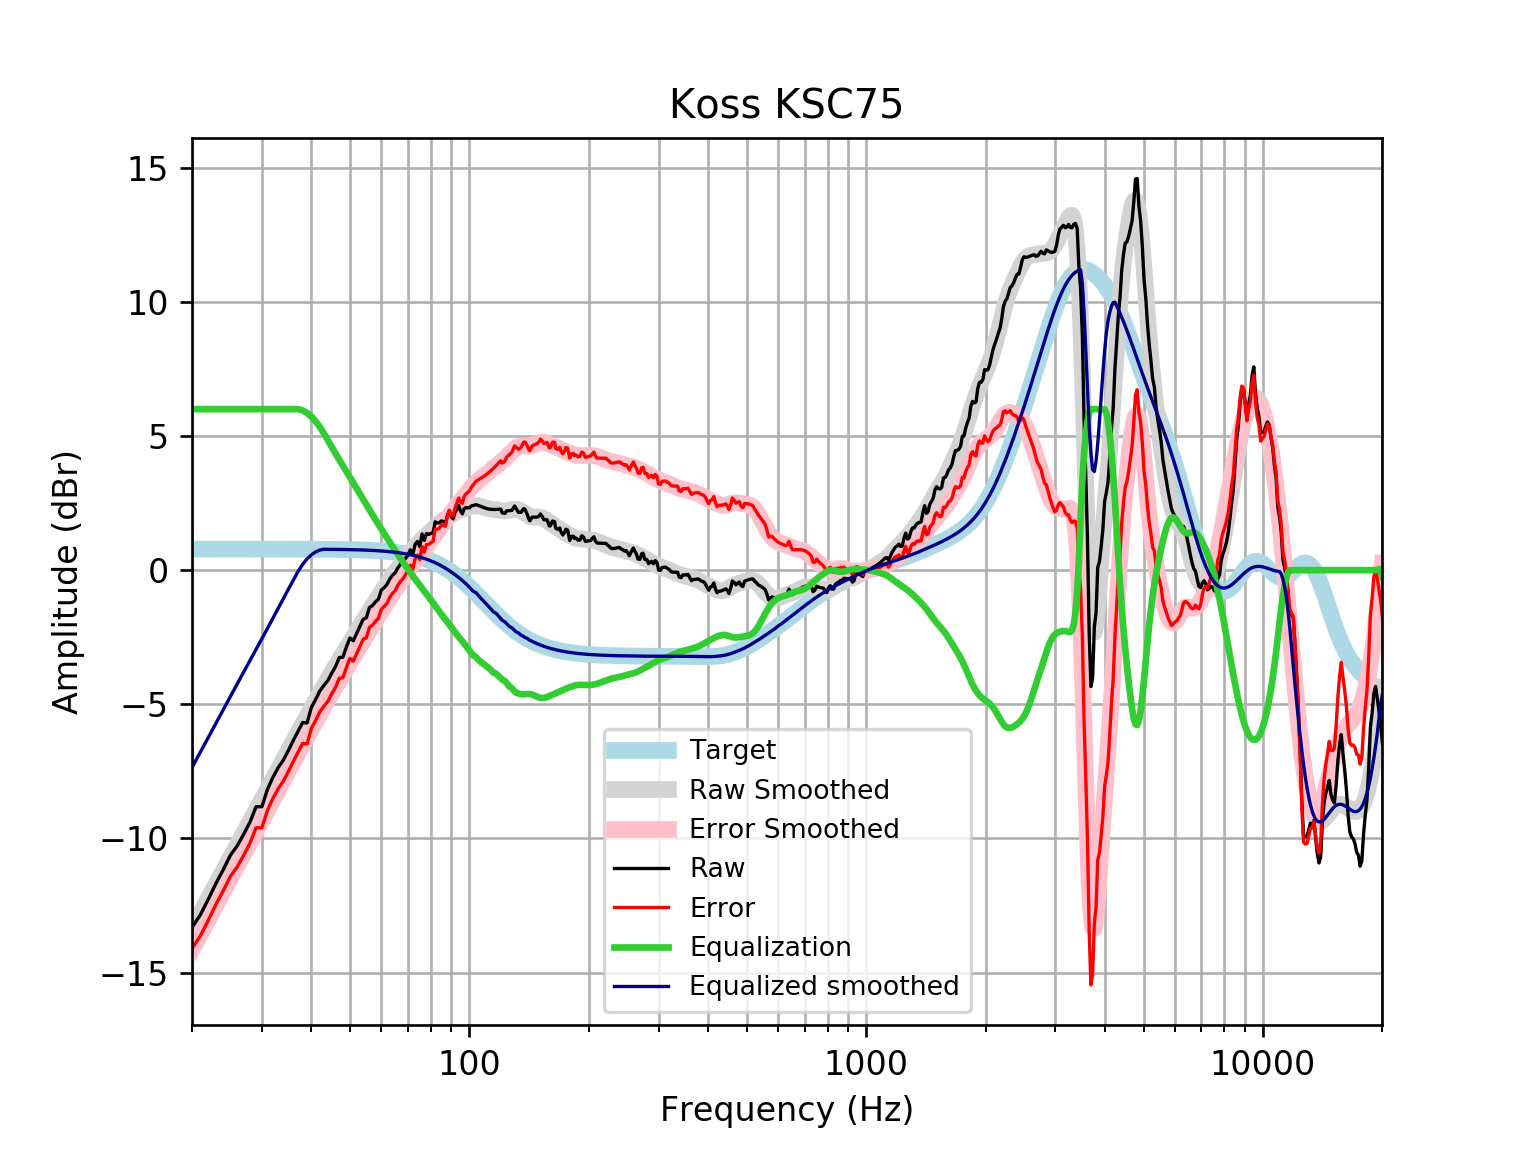 Koss KSC75
15
10
5
0
−5
−10
−15
Amplitude (dBr)
Target
Raw Smoothed
Error Smoothed
Raw
Error
Equalization
Equalized smoothed
100 1000 10000
Frequency (Hz)